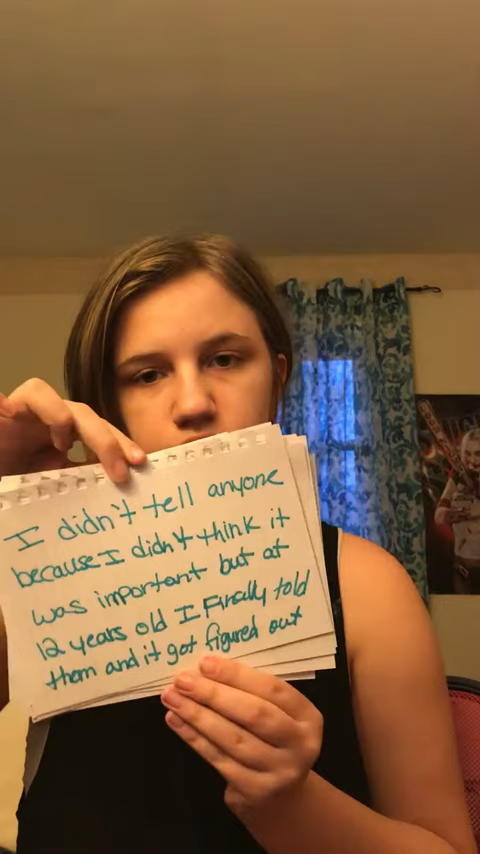 I didn't tell anyone
because I didn't think it
was important but at
12 years old I Finally told
them and it got figured out